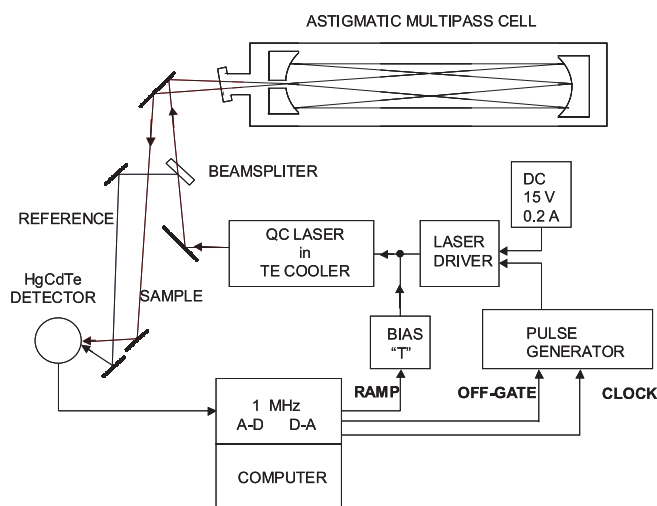 ASTIGMATIC MULTIPASS CELL
BEAMSPLITER
DC
15 V
0.2 A
REFERENCE
QC LASER
in
TE COOLER
LASER
DRIVER
HgCdTe
DETECTOR
SAMPLE
BIAS
“T”
PULSE
GENERATOR
RAMP
OFF-GATE
CLOCK
1 MHz
A-D D-A
COMPUTER